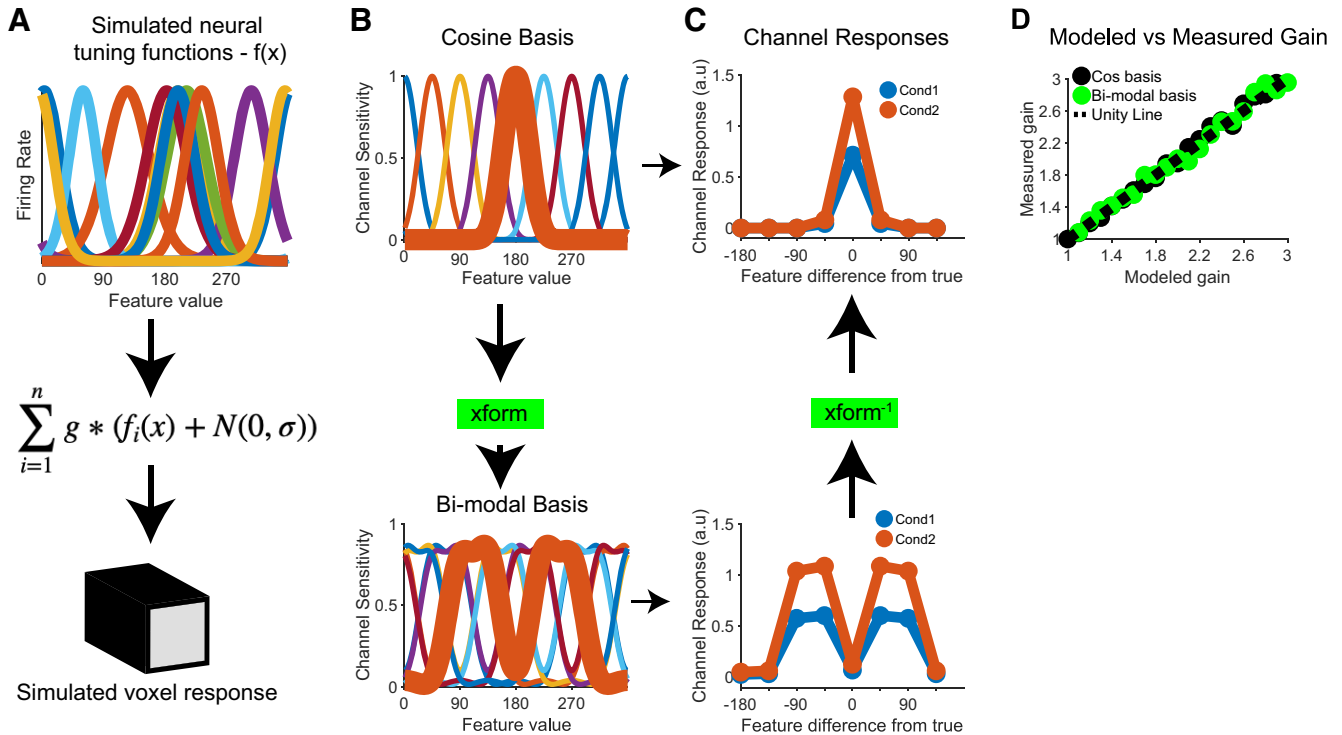 A
Simulated neural
tuning functions - f(x)
Firing Rate
0 90 180 270
Feature value
∑ⁿᵢ₌₁ g * (fᵢ(x) + N(0, σ))
Simulated voxel response
B
Cosine Basis
Channel Sensitivity
1
0.5
0
0 90 180 270
Feature value
xform
Bi-modal Basis
Channel Sensitivity
1
0.5
0
0 90 180 270
Feature value
C
Channel Responses
Channel Response (a.u)
1.5
1.0
0.5
0
Cond1
Cond2
-180 -90 0 90
Feature difference from true
xform⁻¹
Channel Response (a.u)
1.5
1.0
0.5
0
Cond1
Cond2
-180 -90 0 90
Feature difference from true
D
Modeled vs Measured Gain
Measured gain
3
2.6
2.2
1.8
1.4
1
Cos basis
Bi-modal basis
Unity Line
1 1.4 1.8 2.2 2.6 3
Modeled gain